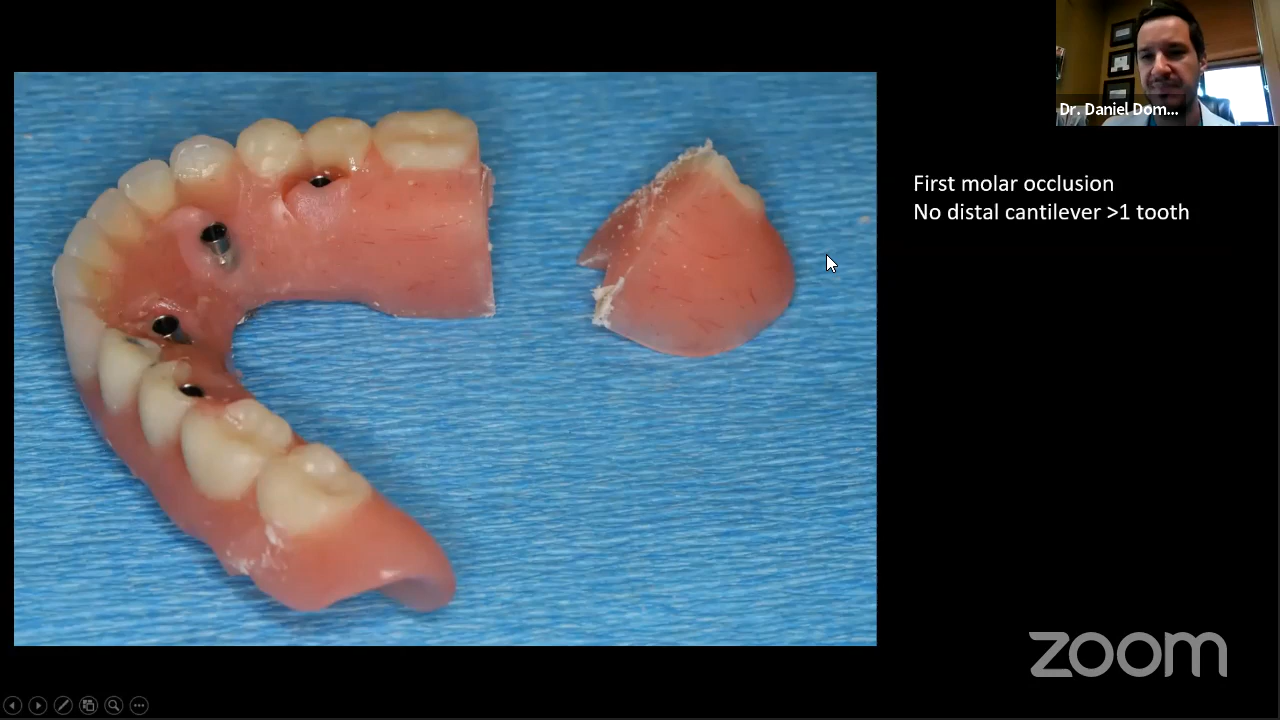 Dr. Daniel Dom...
First molar occlusion
No distal cantilever >1 tooth
zoom